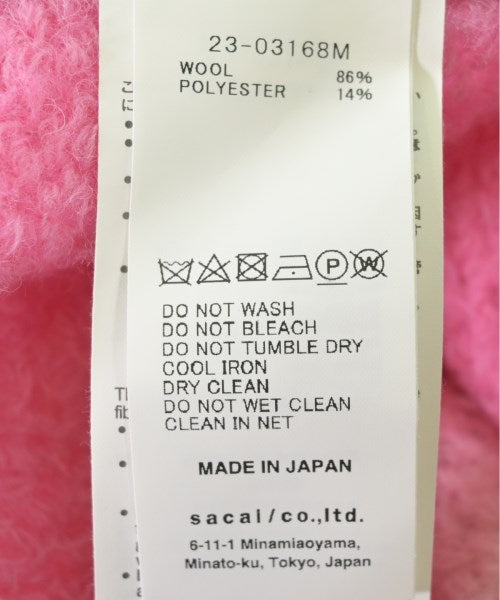 23-03168M
WOOL 86%
POLYESTER 14%
P W
DO NOT WASH
DO NOT BLEACH
DO NOT TUMBLE DRY
COOL IRON
DRY CLEAN
DO NOT WET CLEAN
CLEAN IN NET
MADE IN JAPAN
sacai/co.,ltd.
6-11-1 Minamiaoyama,
Minato-ku, Tokyo, Japan